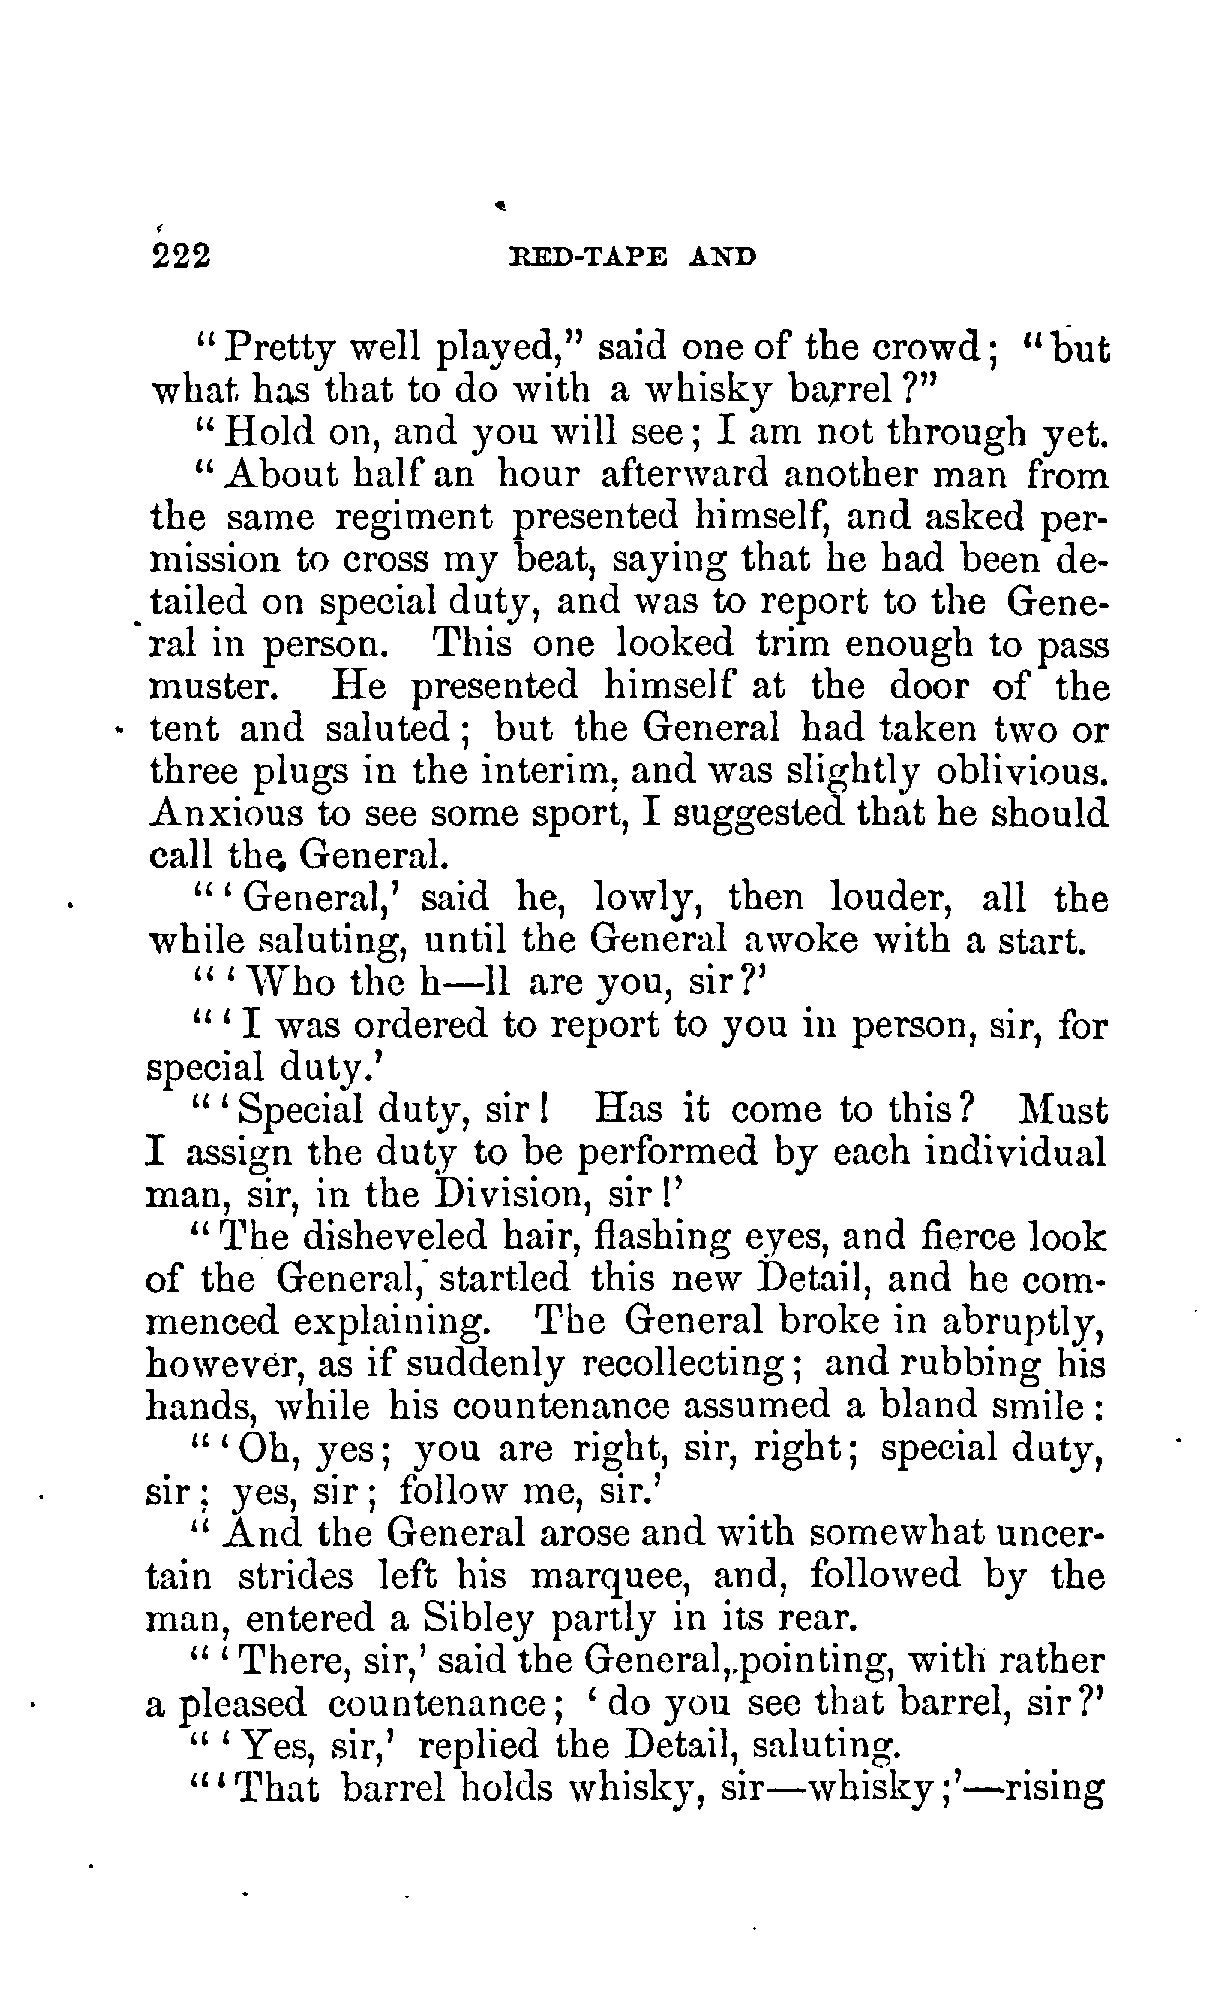 222 RED-TAPE AND
"Pretty well played," said one of the crowd; "but
what has that to do with a whisky barrel?"
"Hold on, and you will see; I am not through yet.
"About half an hour afterward another man from
the same regiment presented himself, and asked per-
mission to cross my beat, saying that he had been de-
tailed on special duty, and was to report to the Gene-
ral in person. This one looked trim enough to pass
muster. He presented himself at the door of the
tent and saluted; but the General had taken two or
three plugs in the interim, and was slightly oblivious.
Anxious to see some sport, I suggested that he should
call the General.
"'General,' said he, lowly, then louder, all the
while saluting, until the General awoke with a start.
"'Who the h—ll are you, sir?'
"'I was ordered to report to you in person, sir, for
special duty.'
"'Special duty, sir! Has it come to this? Must
I assign the duty to be performed by each individual
man, sir, in the Division, sir!'
"The disheveled hair, flashing eyes, and fierce look
of the General, startled this new Detail, and he com-
menced explaining. The General broke in abruptly,
however, as if suddenly recollecting; and rubbing his
hands, while his countenance assumed a bland smile:
"'Oh, yes; you are right, sir, right; special duty,
sir; yes, sir; follow me, sir.'
"And the General arose and with somewhat uncer-
tain strides left his marquee, and, followed by the
man, entered a Sibley partly in its rear.
"'There, sir,' said the General, pointing, with rather
a pleased countenance; 'do you see that barrel, sir?'
"'Yes, sir,' replied the Detail, saluting.
"'That barrel holds whisky, sir—whisky;'—rising